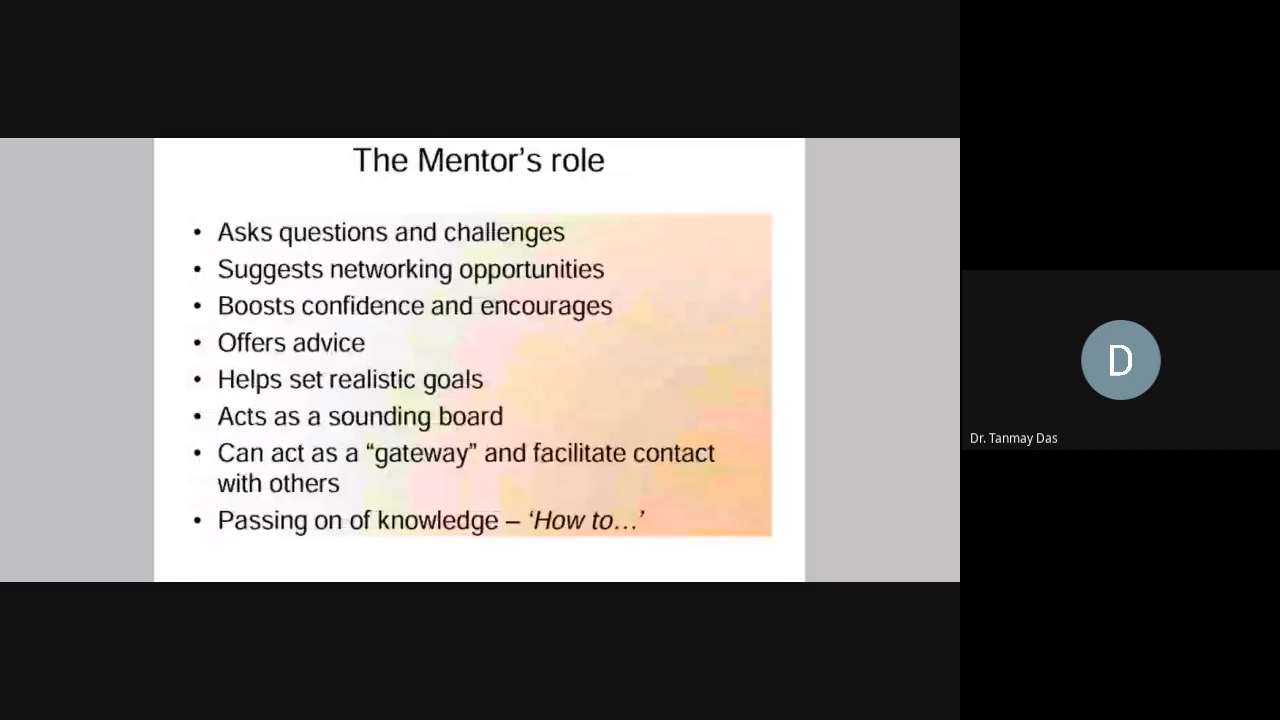 The Mentor’s role
• Asks questions and challenges
• Suggests networking opportunities
• Boosts confidence and encourages
• Offers advice
• Helps set realistic goals
• Acts as a sounding board
• Can act as a “gateway” and facilitate contact
with others
• Passing on of knowledge – ‘How to…’
D
Dr. Tanmay Das